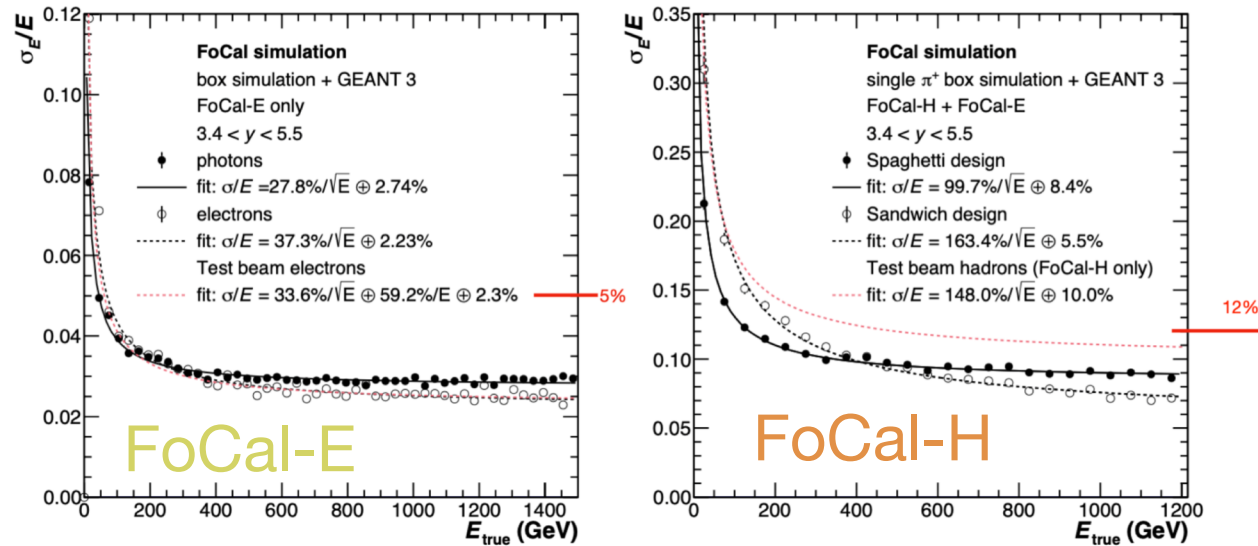 σ_E/E
0.12
0.10
0.08
0.06
0.04
0.02
0.00
FoCal simulation
box simulation + GEANT 3
FoCal-E only
3.4 < y < 5.5
photons
fit: σ/E =27.8%/√E ⊕ 2.74%
electrons
fit: σ/E = 37.3%/√E ⊕ 2.23%
Test beam electrons
fit: σ/E = 33.6%/√E ⊕ 59.2%/E ⊕ 2.3%
5%
FoCal-E
0 200 400 600 800 1000 1200 1400
E_true (GeV)
σ_E/E
0.35
0.30
0.25
0.20
0.15
0.10
0.05
0.00
FoCal simulation
single π⁺ box simulation + GEANT 3
FoCal-H + FoCal-E
3.4 < y < 5.5
Spaghetti design
fit: σ/E = 99.7%/√E ⊕ 8.4%
Sandwich design
fit: σ/E = 163.4%/√E ⊕ 5.5%
Test beam hadrons (FoCal-H only)
fit: σ/E = 148.0%/√E ⊕ 10.0%
12%
FoCal-H
0 200 400 600 800 1000 1200
E_true (GeV)